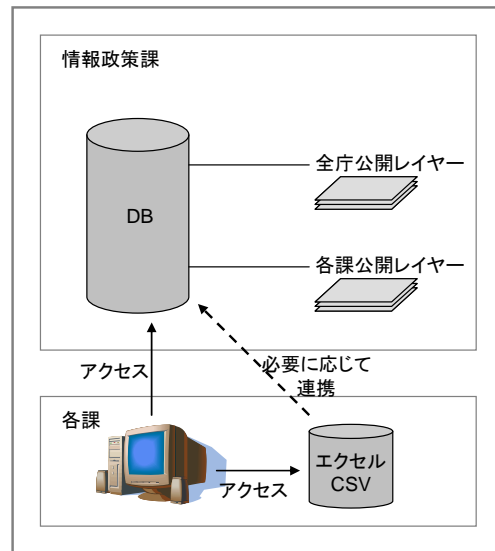 情報政策課
全庁公開レイヤー
DB
各課公開レイヤー
アクセス
必要に応じて
連携
各課
エクセル
CSV
アクセス